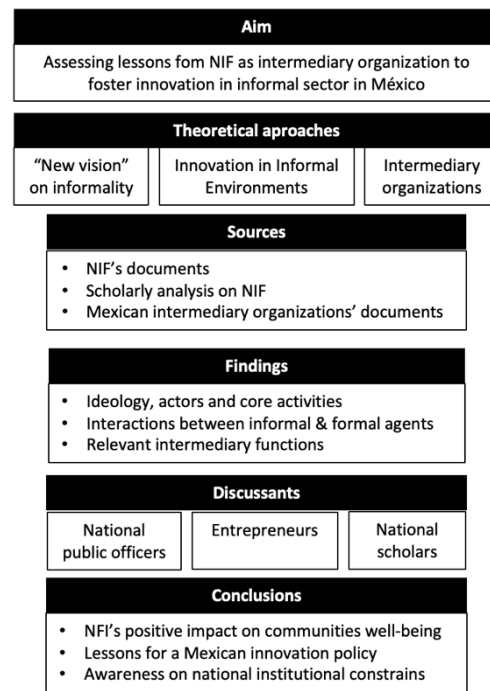 Aim
Assessing lessons fom NIF as intermediary organization to
foster innovation in informal sector in México
Theoretical aproaches
“New vision”
on informality
Innovation in Informal
Environments
Intermediary
organizations
Sources
• NIF’s documents
• Scholarly analysis on NIF
• Mexican intermediary organizations’ documents
Findings
• Ideology, actors and core activities
• Interactions between informal & formal agents
• Relevant intermediary functions
Discussants
National
public officers
Entrepreneurs
National
scholars
Conclusions
• NFI’s positive impact on communities well-being
• Lessons for a Mexican innovation policy
• Awareness on national institutional constrains